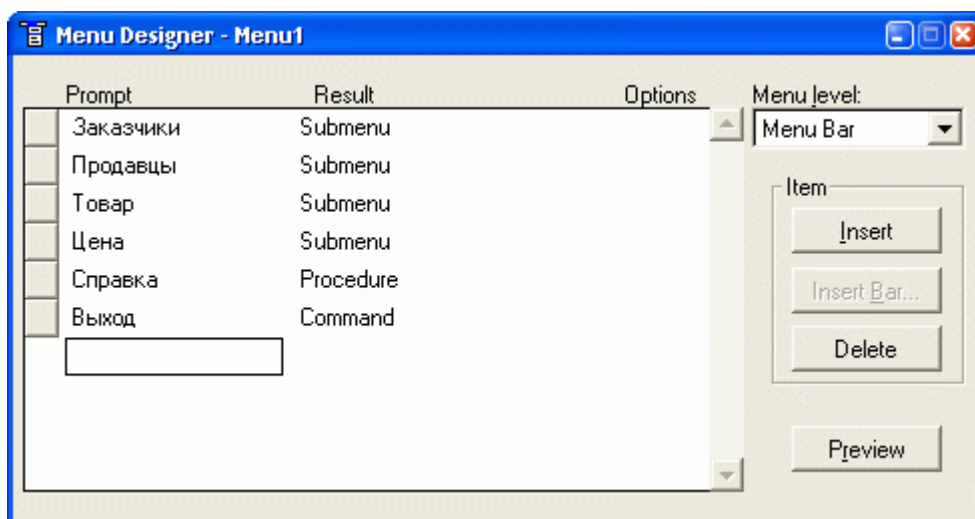 Menu Designer - Menu1
Prompt Result Options Menu level:
Заказчики Submenu Menu Bar
Продавцы Submenu
Товар Submenu
Цена Submenu
Справка Procedure
Выход Command
Item
Insert
Insert Bar...
Delete
Preview